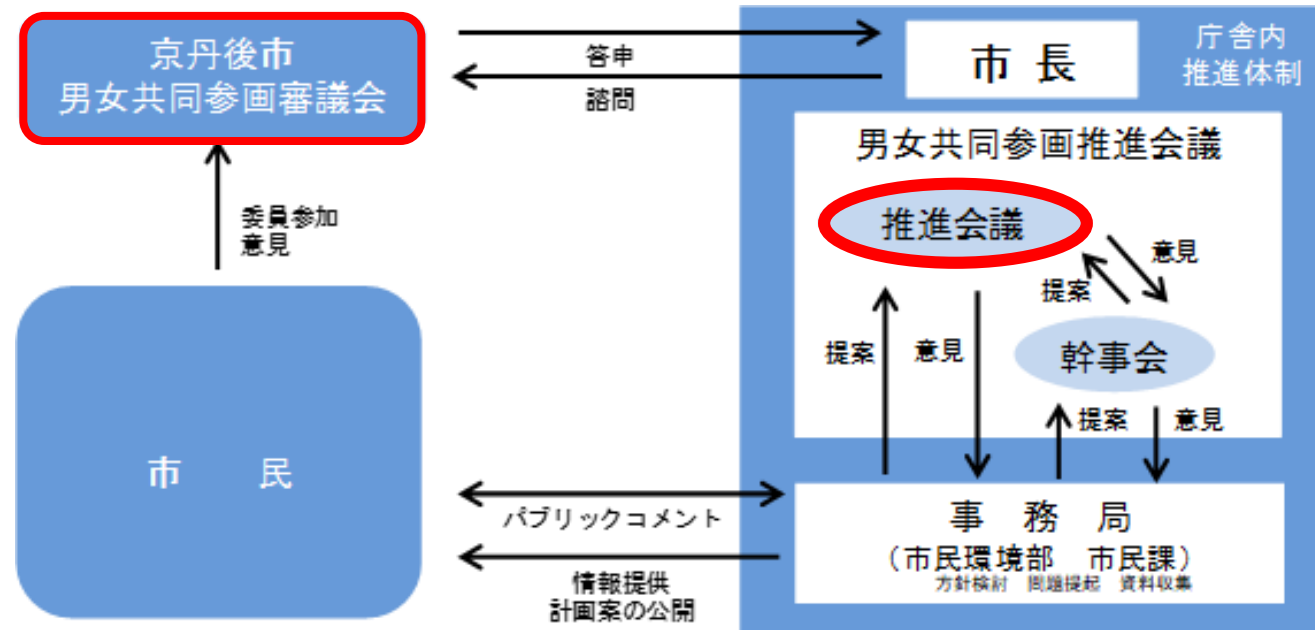 京丹後市
男女共同参画審議会
答申
諮問
市 長
庁舎内
推進体制
男女共同参画推進会議
推進会議
意見
提案
幹事会
提案
意見
提案
意見
委員参加
意見
市 民
パブリックコメント
情報提供
計画案の公開
事 務 局
(市民環境部 市民課)
方針検討 問題提起 資料収集